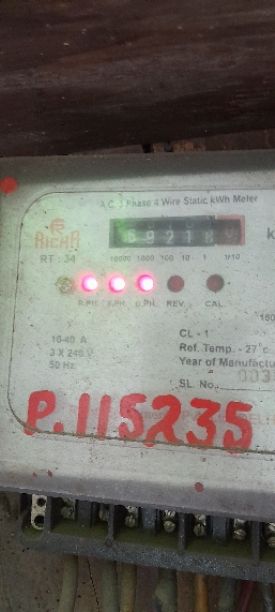 A.C. 3 Phase 4 Wire Static kWh Meter
RICHA
RT : 34
69218
k
10000 1000 100 10 1 1/10
R.PH. Y.PH. B.PH. REV. CAL.
160
10-40 A
3 X 240 V
50 Hz
CL - 1
Ref. Temp. - 27°c
Year of Manufactu
SL. No.
P.115235